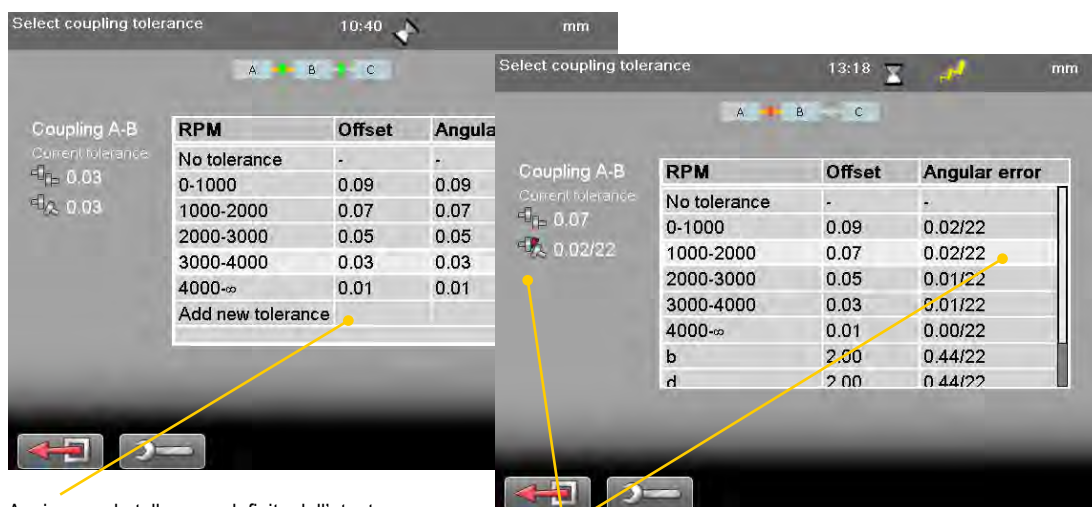 Select coupling tolerance 10:40 mm
A B C
Coupling A-B
Current tolerance
0.03
0.03
RPM Offset Angula
No tolerance - -
0-1000 0.09 0.09
1000-2000 0.07 0.07
2000-3000 0.05 0.05
3000-4000 0.03 0.03
4000-∞ 0.01 0.01
Add new tolerance
Select coupling tolerance 13:18 mm
A B C
Coupling A-B
Current tolerance
0.07
0.02/22
RPM Offset Angular error
No tolerance - -
0-1000 0.09 0.02/22
1000-2000 0.07 0.02/22
2000-3000 0.05 0.01/22
3000-4000 0.03 0.01/22
4000-∞ 0.01 0.00/22
b 2.00 0.44/22
d 2.00 0.44/22